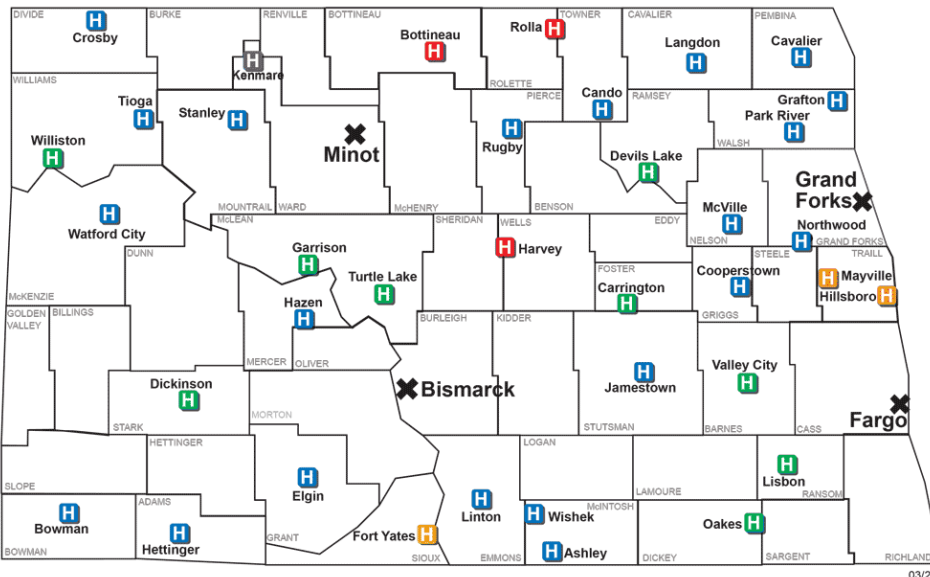 DIVIDE
BURKE
RENVILLE
BOTTINEAU
TOWNER
CAVALIER
PEMBINA
H
Crosby
Bottineau
H
Rolla
H
Langdon
H
Cavalier
H
H
Kenmare
ROLETTE
WILLIAMS
Tioga
H
Stanley
H
PIERCE
Cando
H
RAMSEY
Grafton
H
Park River
H
Williston
H
Minot
H
Rugby
Devils Lake
H
WALSH
Grand
Forks
MOUNTRAIL
WARD
McHENRY
BENSON
McVille
H
NELSON
Northwood
H
GRAND FORKS
H
Watford City
McLEAN
SHERIDAN
WELLS
EDDY
DUNN
Garrison
H
H
Harvey
STEELE
TRAILL
FOSTER
Cooperstown
H
H
Mayville
Hillsboro
H
McKENZIE
Turtle Lake
H
Carrington
H
Hazen
H
GOLDEN
VALLEY
BILLINGS
BURLEIGH
KIDDER
GRIGGS
MERCER
OLIVER
Dickinson
H
Bismarck
H
Jamestown
Valley City
H
Fargo
MORTON
STARK
STUTSMAN
BARNES
CASS
HETTINGER
LOGAN
SLOPE
H
Elgin
H
Linton
LAMOURE
H
Lisbon
RANSOM
ADAMS
H
Bowman
H
Hettinger
GRANT
Fort Yates
H
SIOUX
H
Wishek
McINTOSH
Oakes
H
H
Ashley
BOWMAN
EMMONS
DICKEY
SARGENT
RICHLAND
03/2